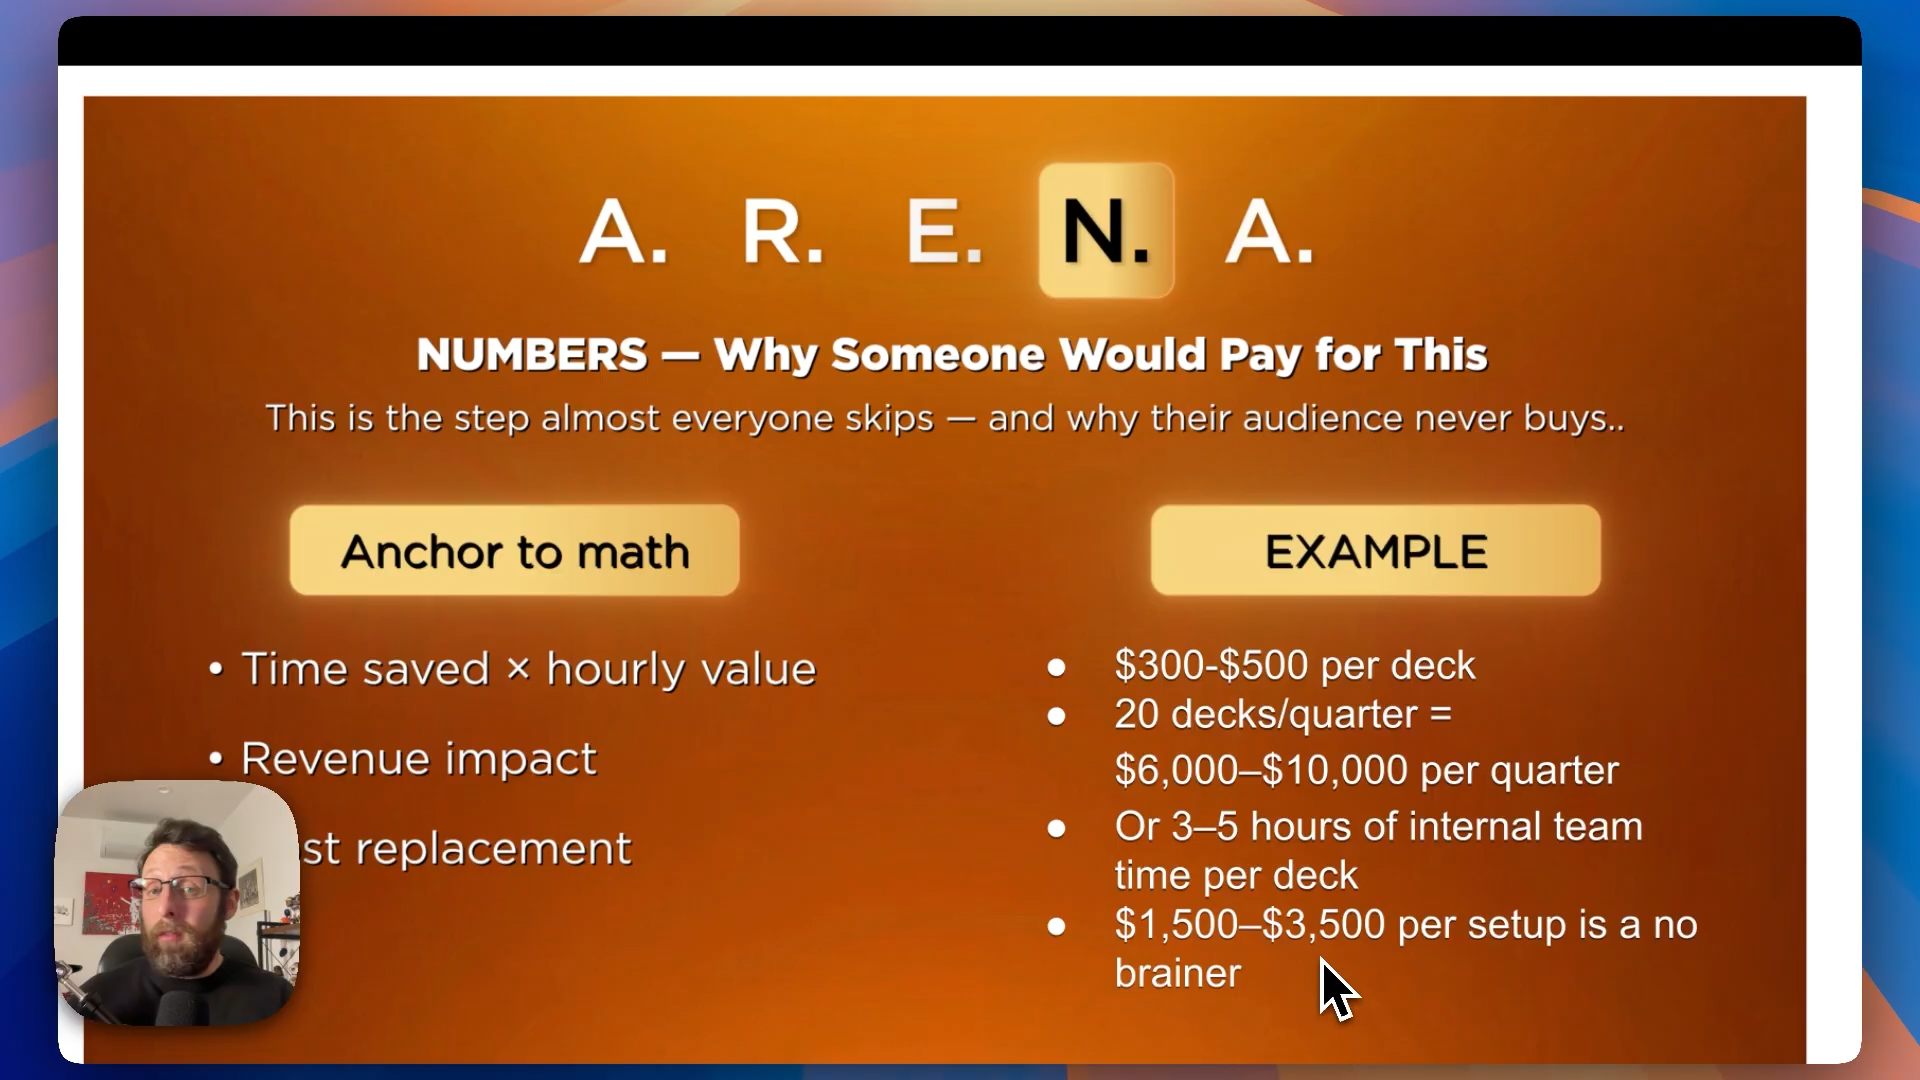 A. R. E. N. A.
NUMBERS — Why Someone Would Pay for This
This is the step almost everyone skips — and why their audience never buys..
Anchor to math
• Time saved × hourly value
• Revenue impact
st replacement
EXAMPLE
● $300-$500 per deck
● 20 decks/quarter =
$6,000–$10,000 per quarter
● Or 3–5 hours of internal team
time per deck
● $1,500–$3,500 per setup is a no
brainer